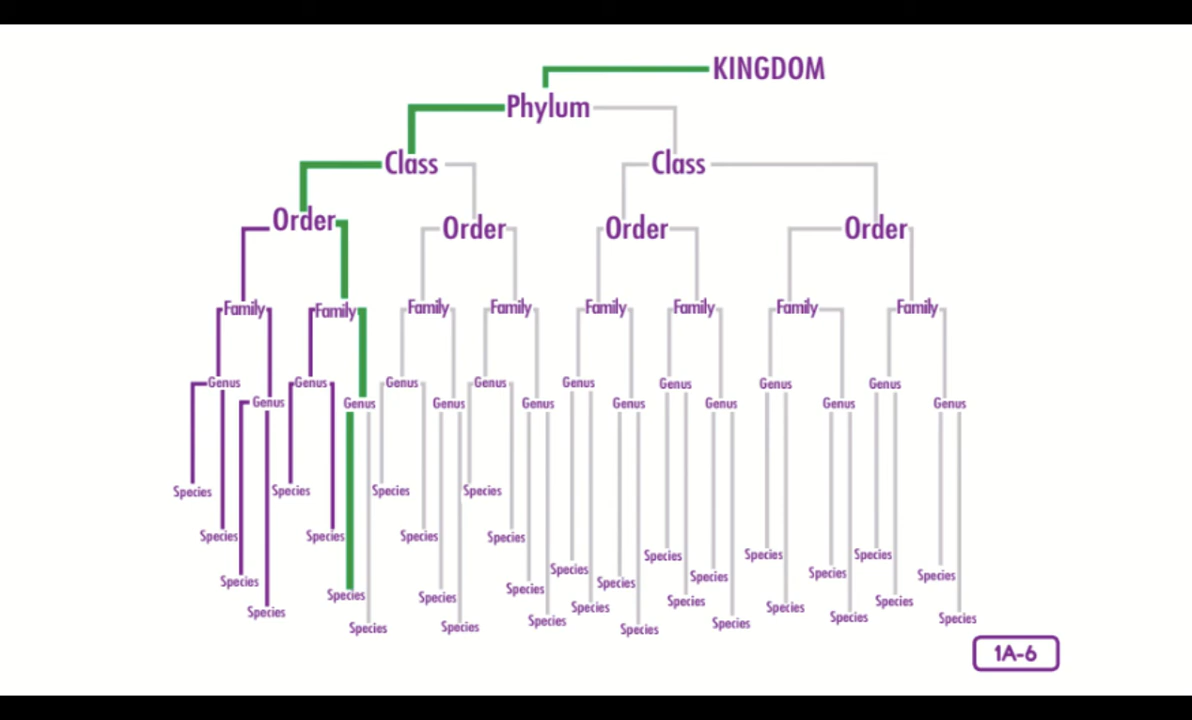 KINGDOM
Phylum
Class Class
Order Order Order Order
Family Family Family Family Family Family Family Family
Genus Genus Genus Genus Genus Genus Genus Genus
Genus Genus Genus Genus Genus Genus Genus Genus
Species Species Species Species
Species Species Species Species
Species Species Species
Species Species Species Species
Species Species Species
Species Species Species Species
Species Species Species
Species Species Species Species
Species Species Species
1A-6